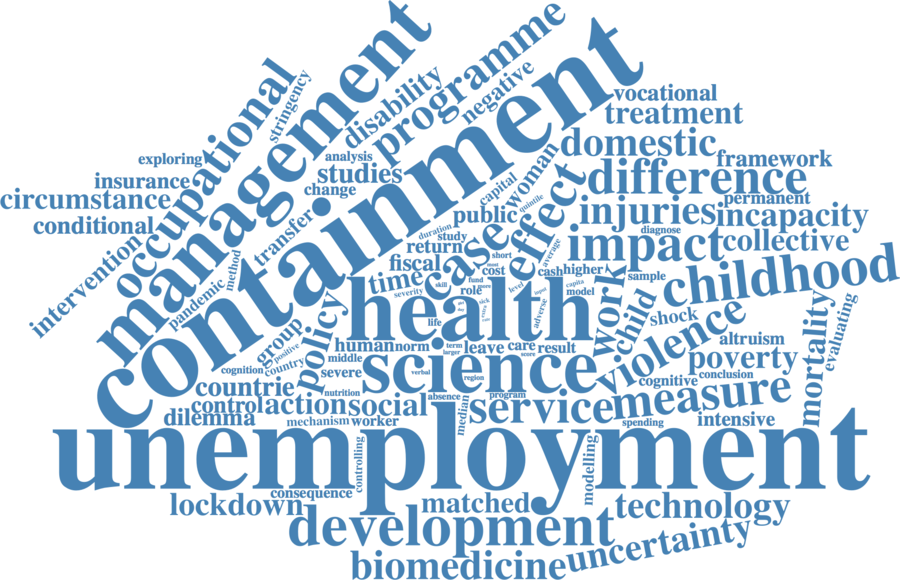 management
programme
containment
occupational
stringency
disability
negative
vocational
treatment
exploring
analysis
domestic
woman
insurance
studies
framework
circumstance
change
capital
difference
permanent
quintile
conditional
transfer
public
effect
injuries
incapacity
intervention
duration
study
diagnose
method
return
case
short
average
impact
collective
pandemic
fiscal
most
cost
cash
higher
sample
childhood
time
skill
fund
level
input
capita
severity
role
model
work
child
health
sick
adverse
shock
life
violence
mortality
evaluating
group
policy
human
norm
term
leave
care
result
altruism
positive
middle
larger
score
poverty
cognition
country
severe
verbal
science
region
cognitive
conclusion
countrie
nutrition
absence
program
measure
control
action
social
median
service
dilemma
mechanism
worker
spending
intensive
unemployment
controlling
modelling
consequence
lockdown
matched
technology
development
uncertainty
biomedicine